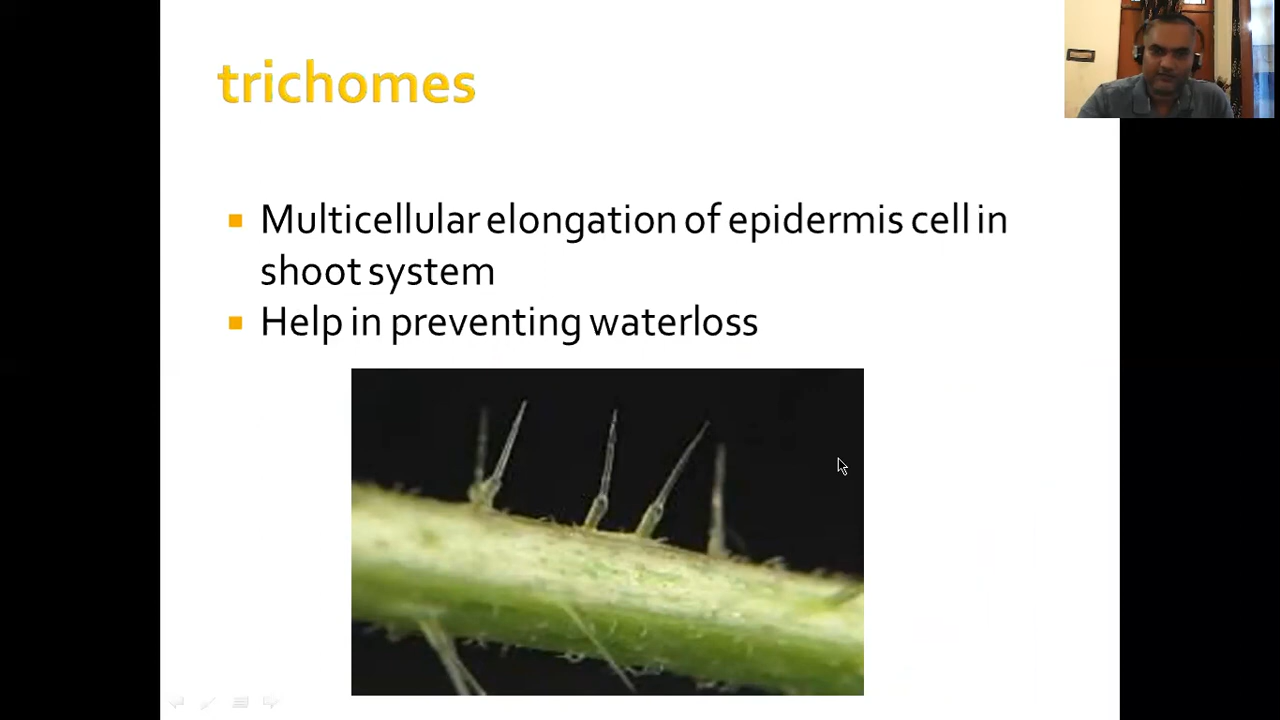 trichomes
Multicellular elongation of epidermis cell in
shoot system
Help in preventing waterloss